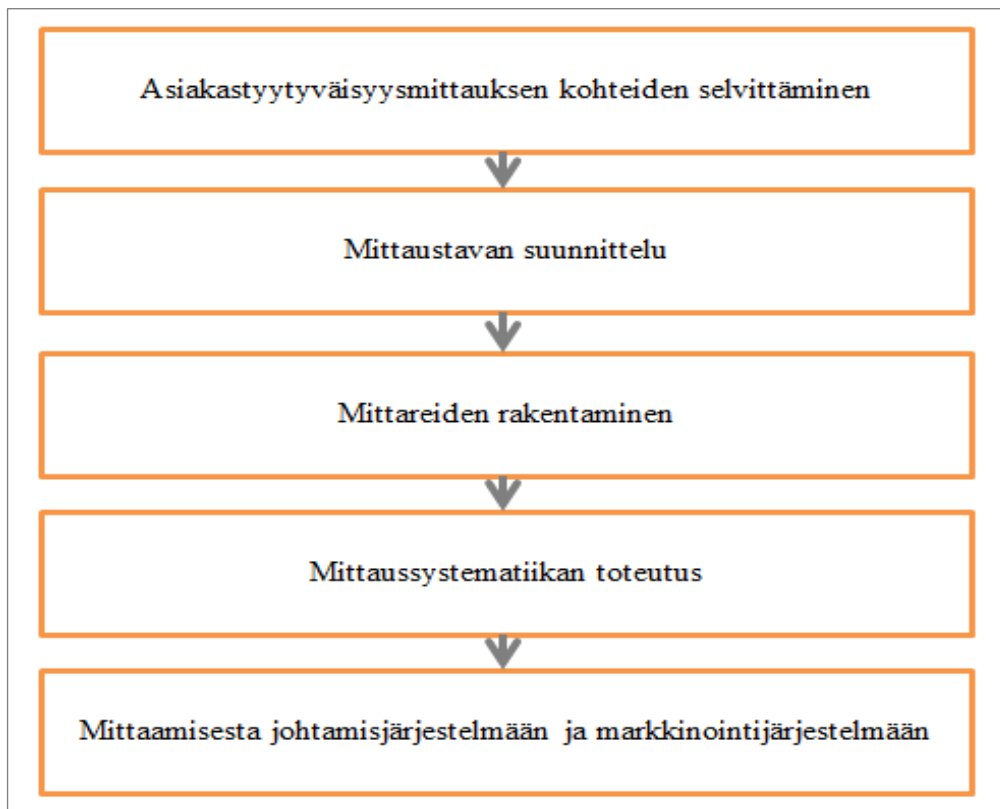 Asiakastyytyväisyysmittauksen kohteiden selvittäminen
Mittaustavan suunnittelu
Mittareiden rakentaminen
Mittaussystematiikan toteutus
Mittaamisesta johtamisjärjestelmään ja markkinointijärjestelmään